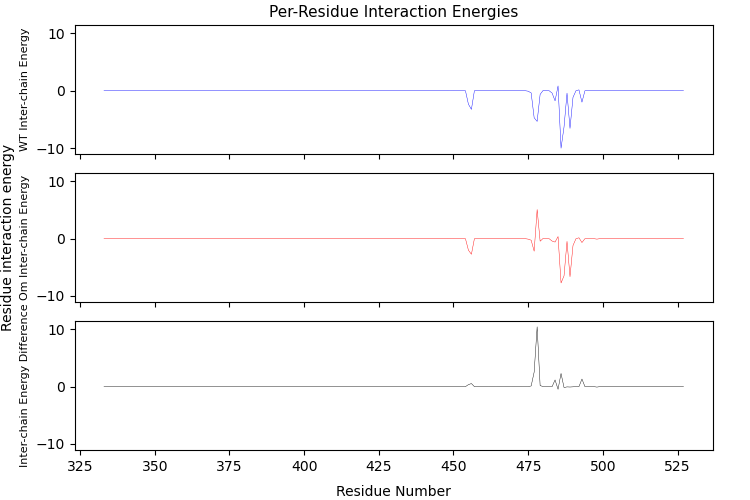 Per-Residue Interaction Energies
Residue interaction energy
WT Inter-chain Energy
10
0
−10
Om Inter-chain Energy
10
0
−10
Inter-chain Energy Difference
10
0
−10
325 350 375 400 425 450 475 500 525
Residue Number